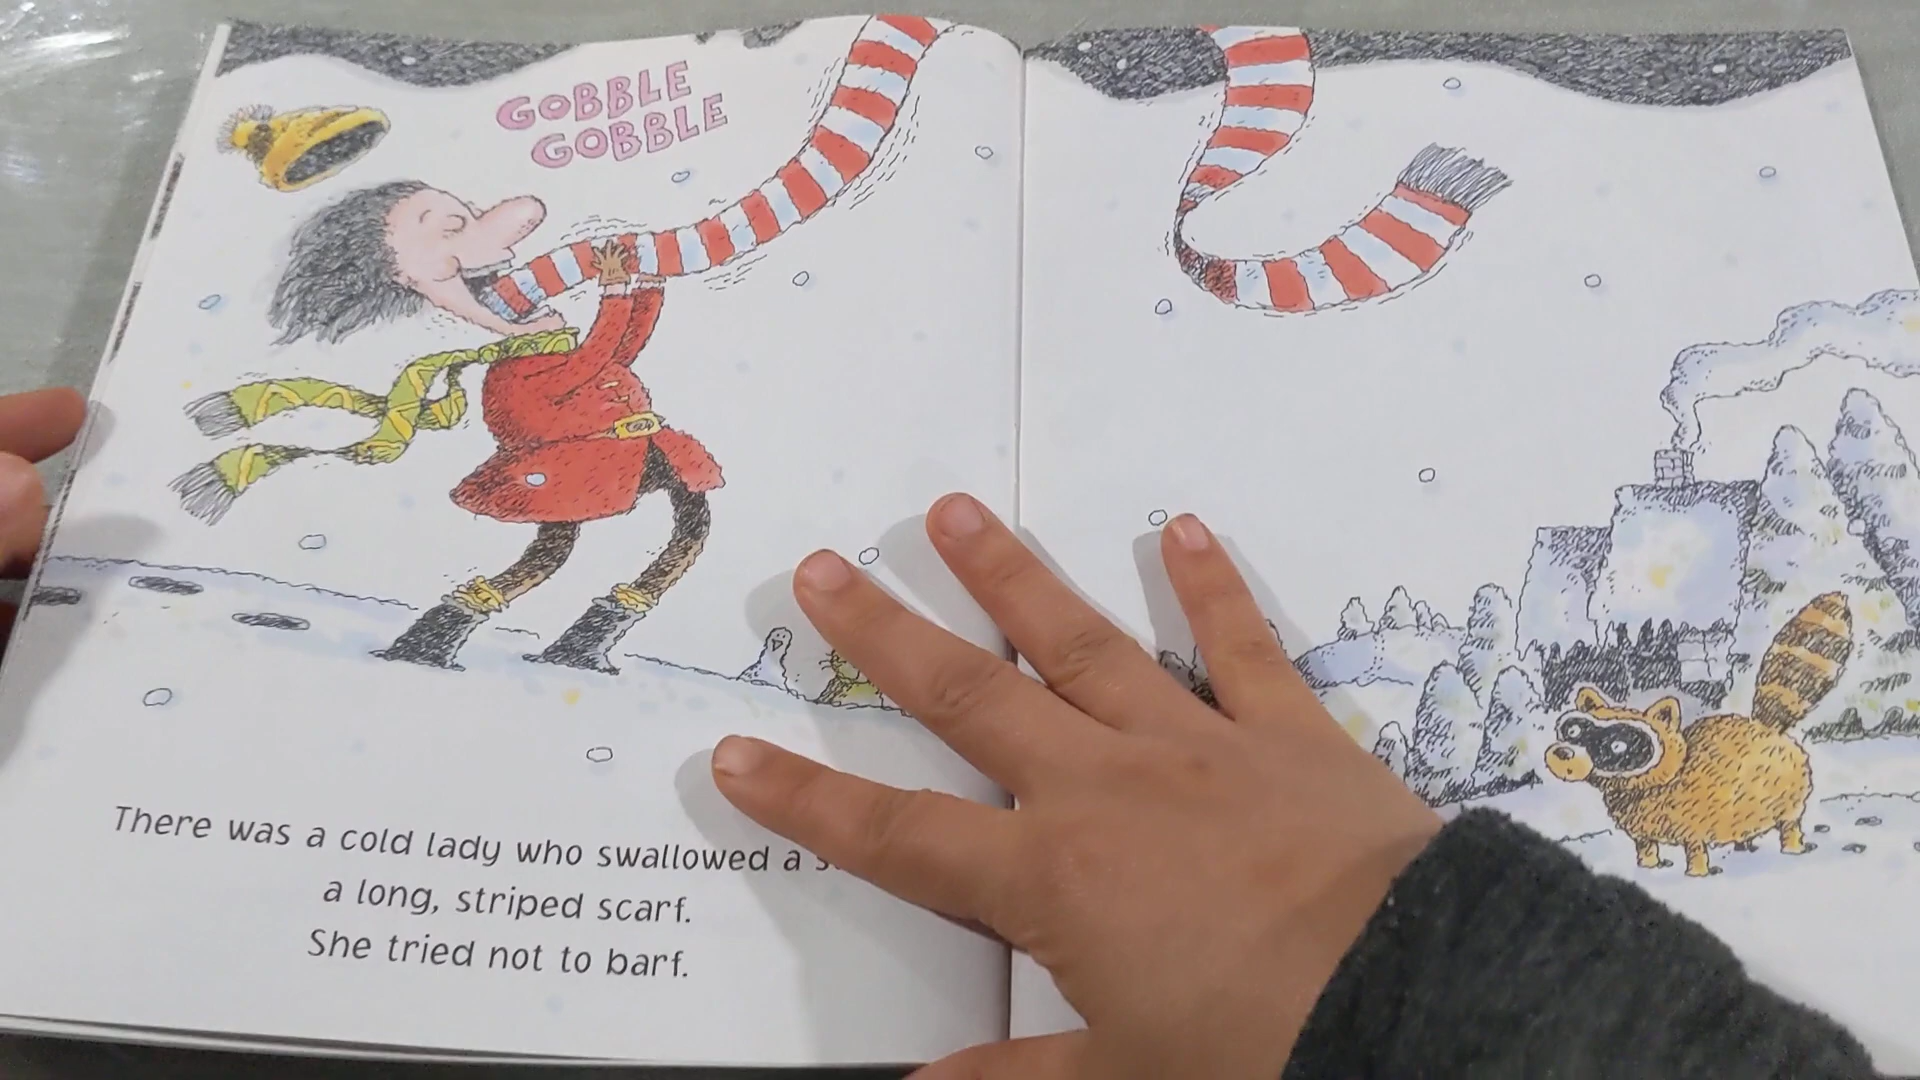 GOBBLE
GOBBLE
There was a cold lady who swallowed a
a long, striped scarf.
She tried not to barf.